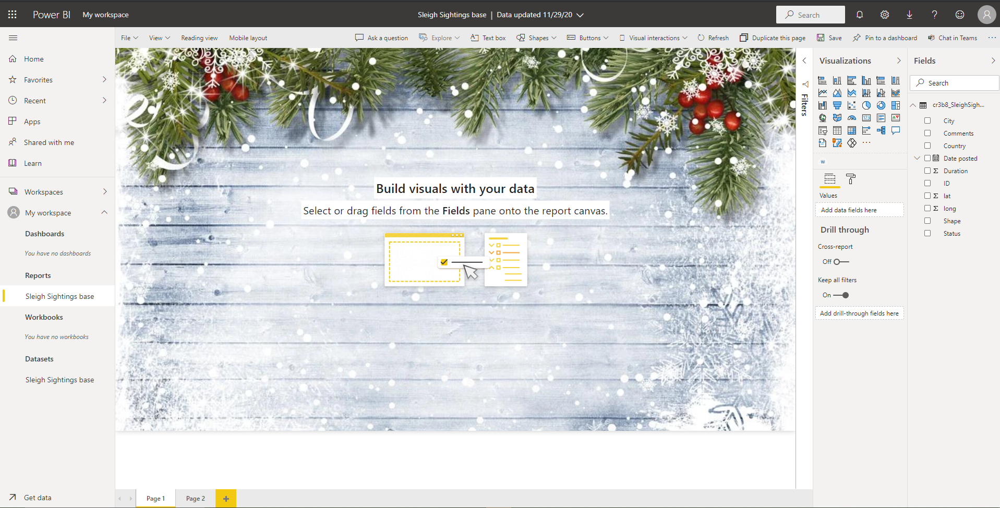 Power BI
My workspace
Sleigh Sightings base | Data updated 11/29/20
Search
File
View
Reading view
Mobile layout
Ask a question
Explore
Text box
Shapes
Buttons
Visual interactions
Refresh
Duplicate this page
Save
Pin to a dashboard
Chat in Teams
Home
Favorites
Recent
Apps
Shared with me
Learn
Workspaces
My workspace
Dashboards
You have no dashboards
Reports
Sleigh Sightings base
Workbooks
You have no workbooks
Datasets
Sleigh Sightings base
Get data
Build visuals with your data
Select or drag fields from the Fields pane onto the report canvas.
Page 1
Page 2
Filters
Visualizations
123
W
Values
Add data fields here
Drill through
Cross-report
Off
Keep all filters
On
Add drill-through fields here
Fields
Search
cr3b8_SleighSigh...
City
Comments
Country
Date posted
Σ Duration
ID
Σ lat
Σ long
Shape
Status